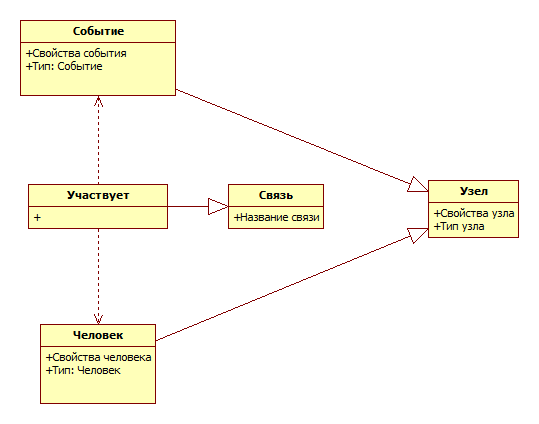 Событие
+Свойства события
+Тип: Событие
Участвует
+
Связь
+Название связи
Узел
+Свойства узла
+Тип узла
Человек
+Свойства человека
+Тип: Человек